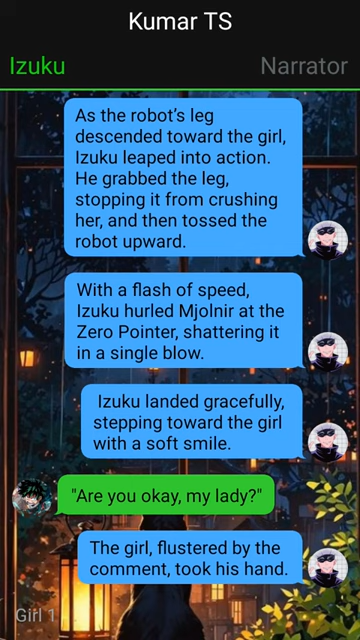 Kumar TS
Izuku
Narrator
As the robot's leg
descended toward the girl,
Izuku leaped into action.
He grabbed the leg,
stopping it from crushing
her, and then tossed the
robot upward.
With a flash of speed,
Izuku hurled Mjolnir at the
Zero Pointer, shattering it
in a single blow.
Izuku landed gracefully,
stepping toward the girl
with a soft smile.
"Are you okay, my lady?"
The girl, flustered by the
comment, took his hand.
Girl 1